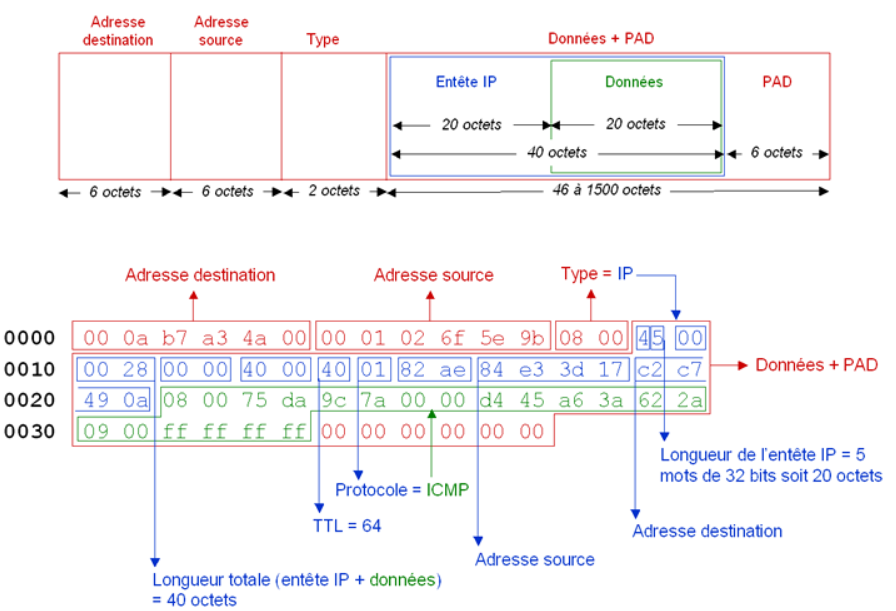 Adresse destination
Adresse source
Type
Données + PAD
Entête IP
Données
PAD
20 octets
20 octets
40 octets
6 octets
6 octets
6 octets
2 octets
46 à 1500 octets
Adresse destination
Adresse source
Type = IP
0000 00 0a b7 a3 4a 00 00 01 02 6f 5e 9b 08 00 45 00
0010 00 28 00 00 40 00 40 01 82 ae 84 e3 3d 17 c2 c7
Données + PAD
0020 49 0a 08 00 75 da 9c 7a 00 00 d4 45 a6 3a 62 2a
0030 09 00 ff ff ff ff 00 00 00 00 00 00
Longueur de l'entête IP = 5
mots de 32 bits soit 20 octets
Protocole = ICMP
TTL = 64
Adresse destination
Adresse source
Longueur totale (entête IP + données)
= 40 octets